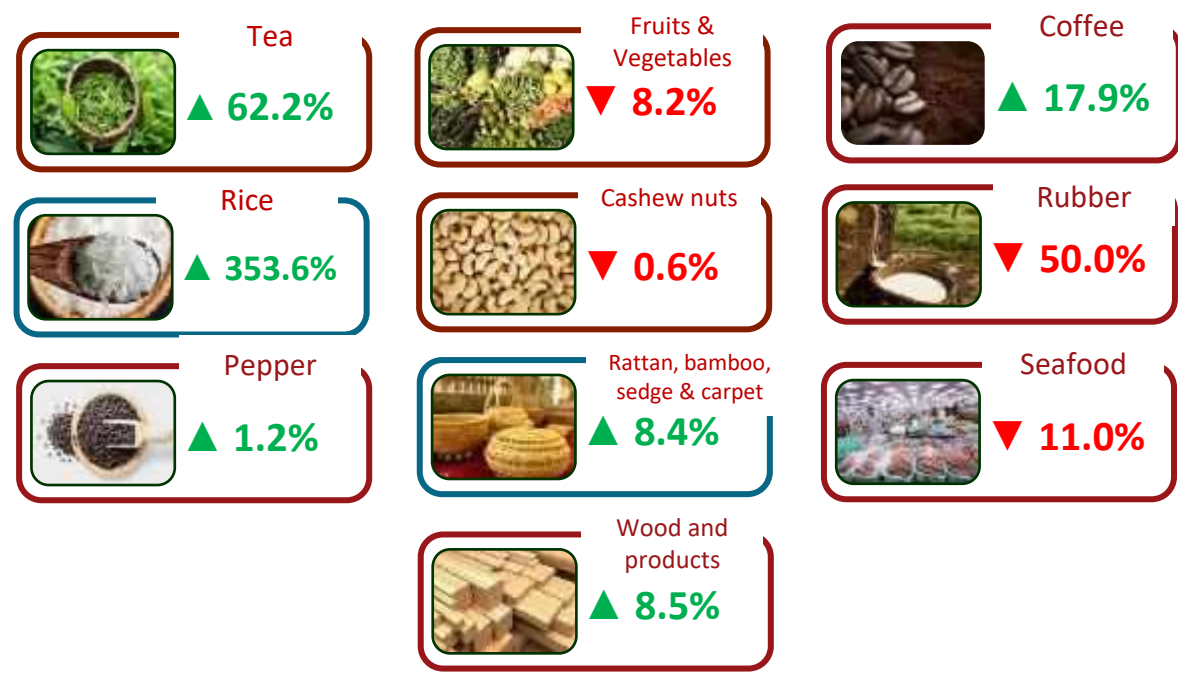 Tea
▲ 62.2%
Fruits &
Vegetables
▼ 8.2%
Coffee
▲ 17.9%
Rice
▲ 353.6%
Cashew nuts
▼ 0.6%
Rubber
▼ 50.0%
Pepper
▲ 1.2%
Rattan, bamboo,
sedge & carpet
▲ 8.4%
Seafood
▼ 11.0%
Wood and
products
▲ 8.5%